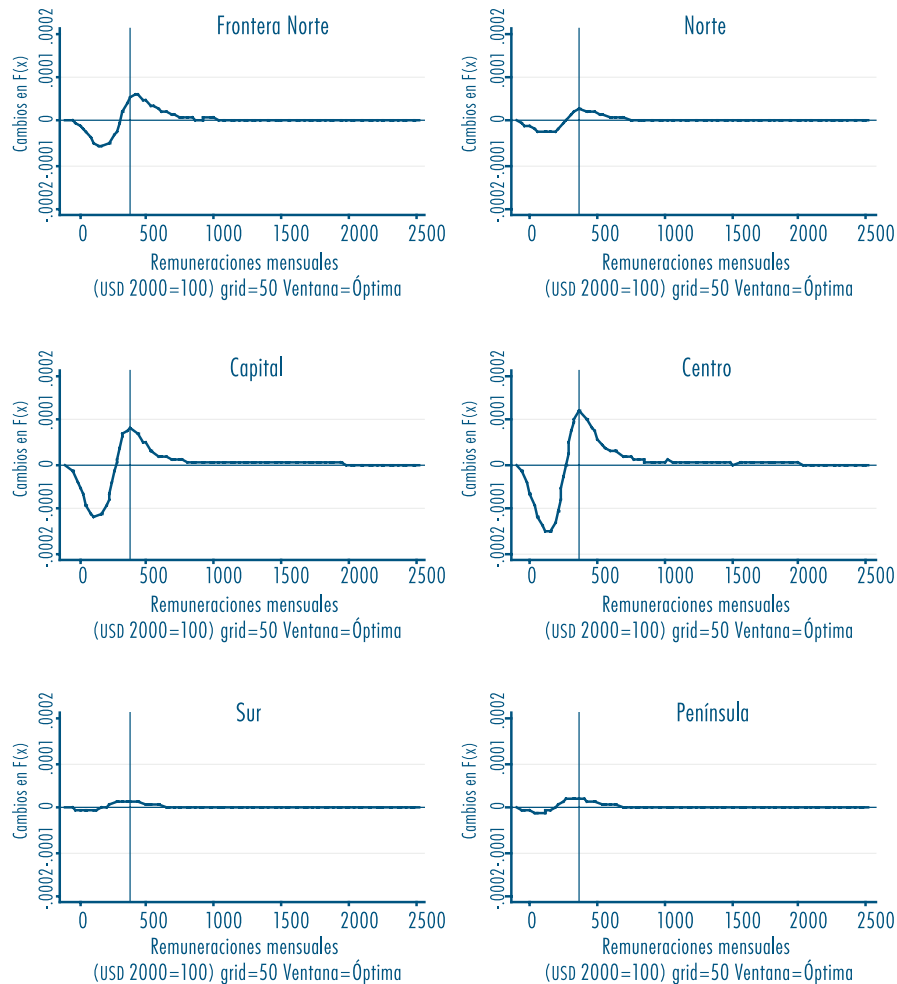 Frontera Norte
Cambios en F(x)
.0002
.0001
0
-.0001
-.0002
0 500 1000 1500 2000 2500
Remuneraciones mensuales
(USD 2000=100) grid=50 Ventana=Óptima
Norte
Cambios en F(x)
.0002
.0001
0
-.0001
-.0002
0 500 1000 1500 2000 2500
Remuneraciones mensuales
(USD 2000=100) grid=50 Ventana=Óptima
Capital
Cambios en F(x)
.0002
.0001
0
-.0001
-.0002
0 500 1000 1500 2000 2500
Remuneraciones mensuales
(USD 2000=100) grid=50 Ventana=Óptima
Centro
Cambios en F(x)
.0002
.0001
0
-.0001
-.0002
0 500 1000 1500 2000 2500
Remuneraciones mensuales
(USD 2000=100) grid=50 Ventana=Óptima
Sur
Cambios en F(x)
.0002
.0001
0
-.0001
-.0002
0 500 1000 1500 2000 2500
Remuneraciones mensuales
(USD 2000=100) grid=50 Ventana=Óptima
Península
Cambios en F(x)
.0002
.0001
0
-.0001
-.0002
0 500 1000 1500 2000 2500
Remuneraciones mensuales
(USD 2000=100) grid=50 Ventana=Óptima